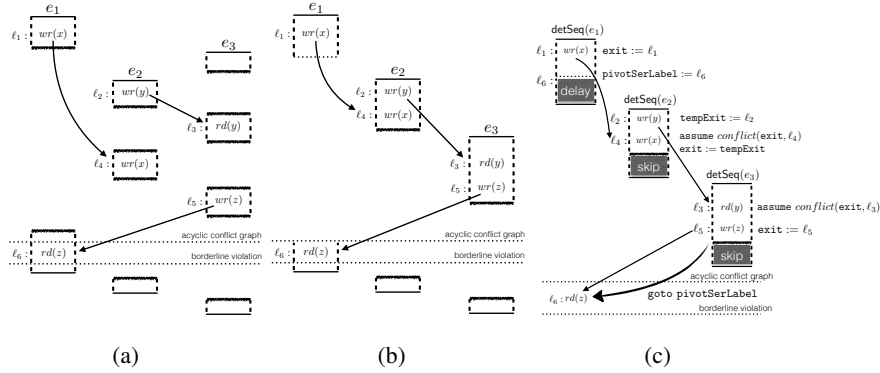 e1
ℓ1 : wr(x)
e3
e2
ℓ2 : wr(y)
ℓ3 : rd(y)
ℓ4 : wr(x)
ℓ5 : wr(z)
acyclic conflict graph
ℓ6 : rd(z)
borderline violation
(a)
e1
ℓ1 : wr(x)
e2
ℓ2 : wr(y)
ℓ4 : wr(x)
e3
ℓ3 : rd(y)
ℓ5 : wr(z)
acyclic conflict graph
ℓ6 : rd(z)
borderline violation
(b)
detSeq(e1)
ℓ1 : wr(x) exit := ℓ1
ℓ6 : pivotSerLabel := ℓ6
delay
detSeq(e2)
ℓ2 : wr(y) tempExit := ℓ2
ℓ4 : wr(x) assume conflict(exit, ℓ4)
exit := tempExit
skip
detSeq(e3)
ℓ3 : rd(y) assume conflict(exit, ℓ3)
ℓ5 : wr(z) exit := ℓ5
skip
acyclic conflict graph
ℓ6 : rd(z) goto pivotSerLabel
borderline violation
(c)